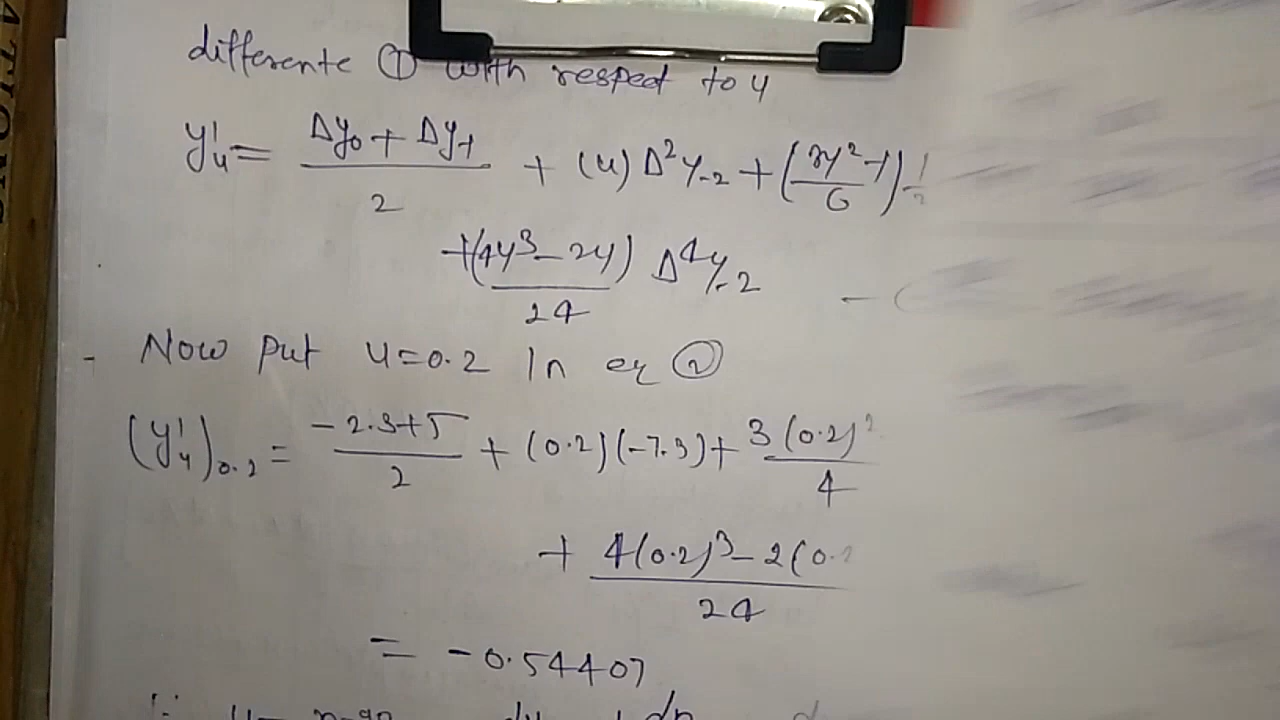 differente ① with respect to u
y'u = Δy0 + Δy-1 / 2 + (u) Δ²y-2 + (3u² - 1 / 6)
+ (4u³ - 2u) / 24 Δ⁴y-2
- Now put u=0.2 In eq ②
(y'u)0.2 = -2.3+5 / 2 + (0.2)(-7.3) + 3(0.2)² / 4
+ 4(0.2)³ - 2(0.2 / 24
= -0.54407